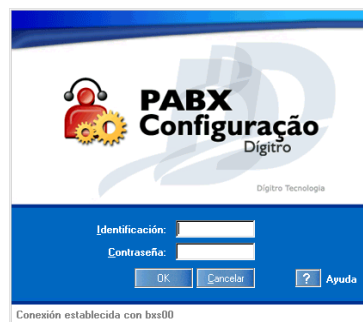 PABX
Configuração
Dígitro
Dígitro Tecnologia
Identificación:
Contraseña:
OK Cancelar ? Ayuda
Conexión establecida con bxs00